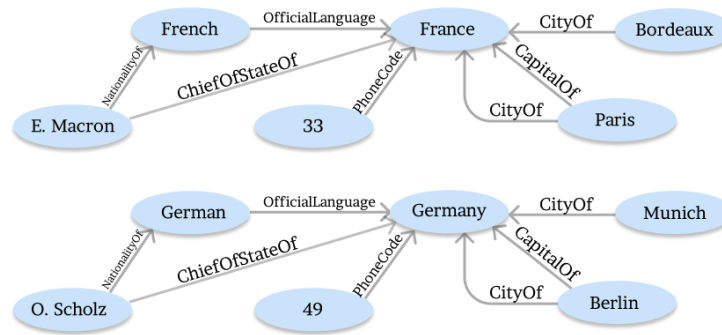 OfficialLanguage
CityOf
French
France
Bordeaux
NationalityOf
ChiefOfStateOf
PhoneCode
CapitalOf
CityOf
E. Macron
33
Paris
OfficialLanguage
CityOf
German
Germany
Munich
NationalityOf
ChiefOfStateOf
PhoneCode
CapitalOf
CityOf
O. Scholz
49
Berlin